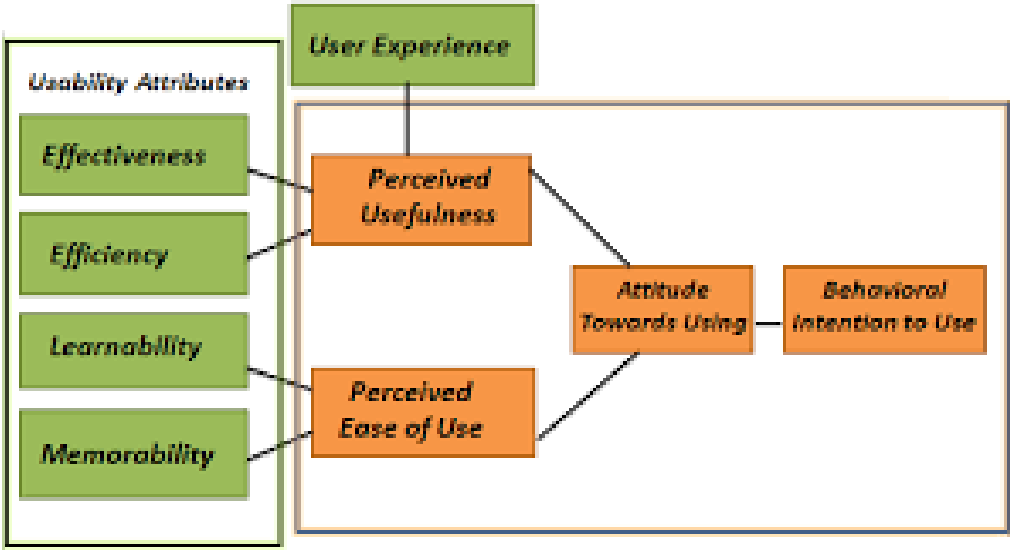 User Experience
Usability Attributes
Effectiveness
Efficiency
Learnability
Memorability
Perceived
Usefulness
Perceived
Ease of Use
Attitude
Towards Using
Behavioral
Intention to Use